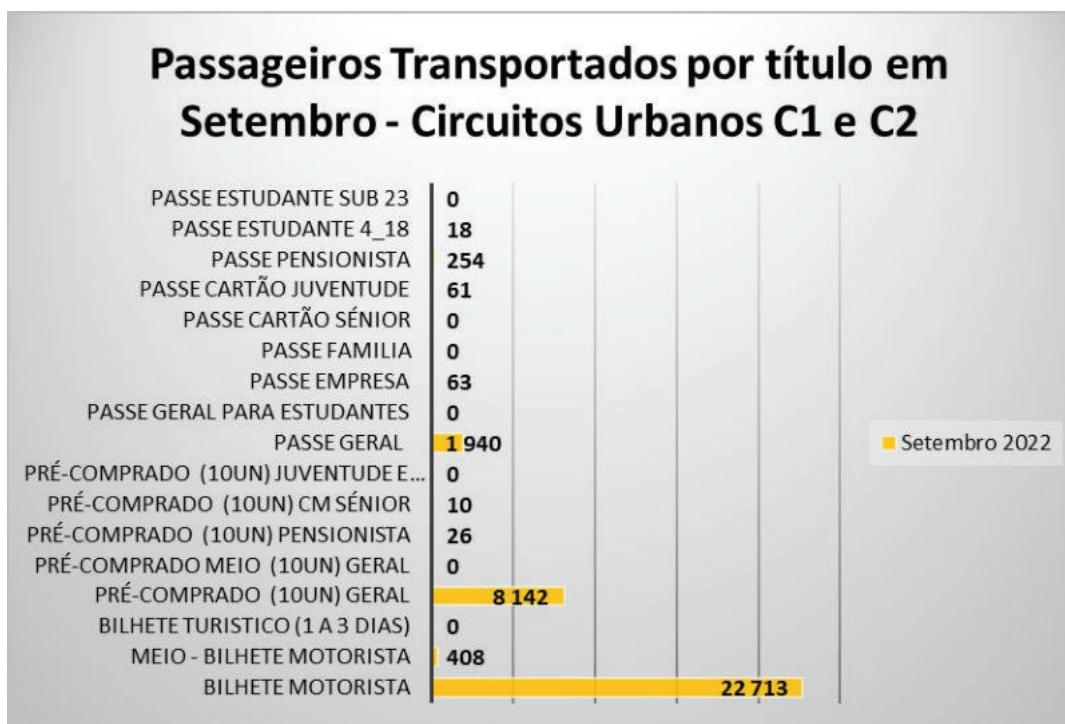 Passageiros Transportados por título em
Setembro - Circuitos Urbanos C1 e C2
PASSE ESTUDANTE SUB 23 0
PASSE ESTUDANTE 4_18 18
PASSE PENSIONISTA 254
PASSE CARTÃO JUVENTUDE 61
PASSE CARTÃO SÉNIOR 0
PASSE FAMILIA 0
PASSE EMPRESA 63
PASSE GERAL PARA ESTUDANTES 0
PASSE GERAL 1 940
PRÉ-COMPRADO (10UN) JUVENTUDE E... 0
PRÉ-COMPRADO (10UN) CM SÉNIOR 10
PRÉ-COMPRADO (10UN) PENSIONISTA 26
PRÉ-COMPRADO MEIO (10UN) GERAL 0
PRÉ-COMPRADO (10UN) GERAL 8 142
BILHETE TURISTICO (1 A 3 DIAS) 0
MEIO - BILHETE MOTORISTA 408
BILHETE MOTORISTA 22 713
Setembro 2022